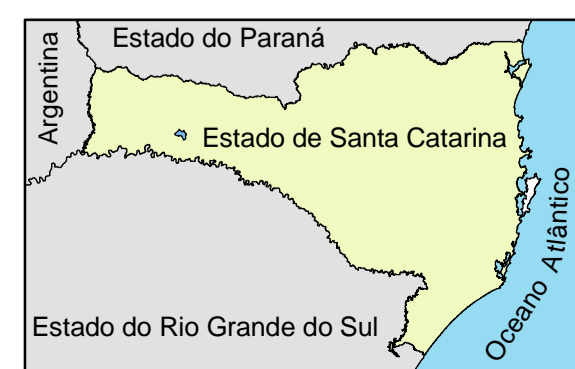 Estado do Paraná
Argentina
Estado de Santa Catarina
Oceano Atlântico
Estado do Rio Grande do Sul